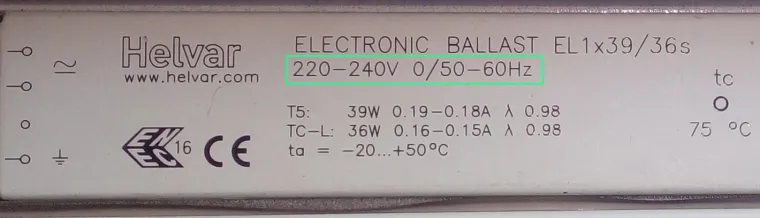 Helvar
www.helvar.com
ELECTRONIC BALLAST EL1x39/36s
220-240V 0/50-60Hz
T5: 39W 0.19-0.18A λ 0.98
TC-L: 36W 0.16-0.15A λ 0.98
ta = -20...+50°C
ENEC 16 CE
tc
75 °C